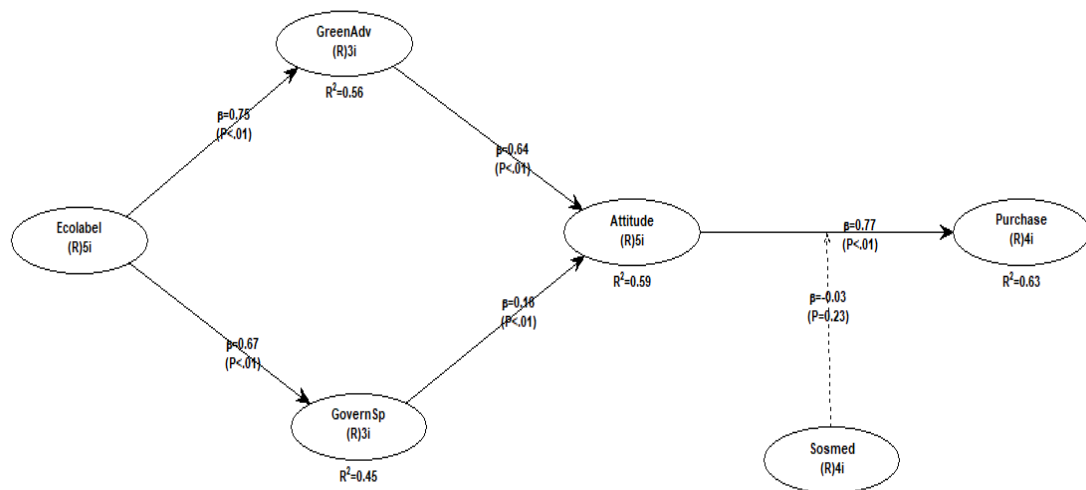 GreenAdv
(R)3i
R²=0.56
β=0.75
(P<.01)
β=0.64
(P<.01)
Ecolabel
(R)5i
Attitude
(R)5i
R²=0.59
β=0.77
(P<.01)
Purchase
(R)4i
R²=0.63
β=0.67
(P<.01)
β=0.16
(P<.01)
β=-0.03
(P=0.23)
GovernSp
(R)3i
R²=0.45
Sosmed
(R)4i